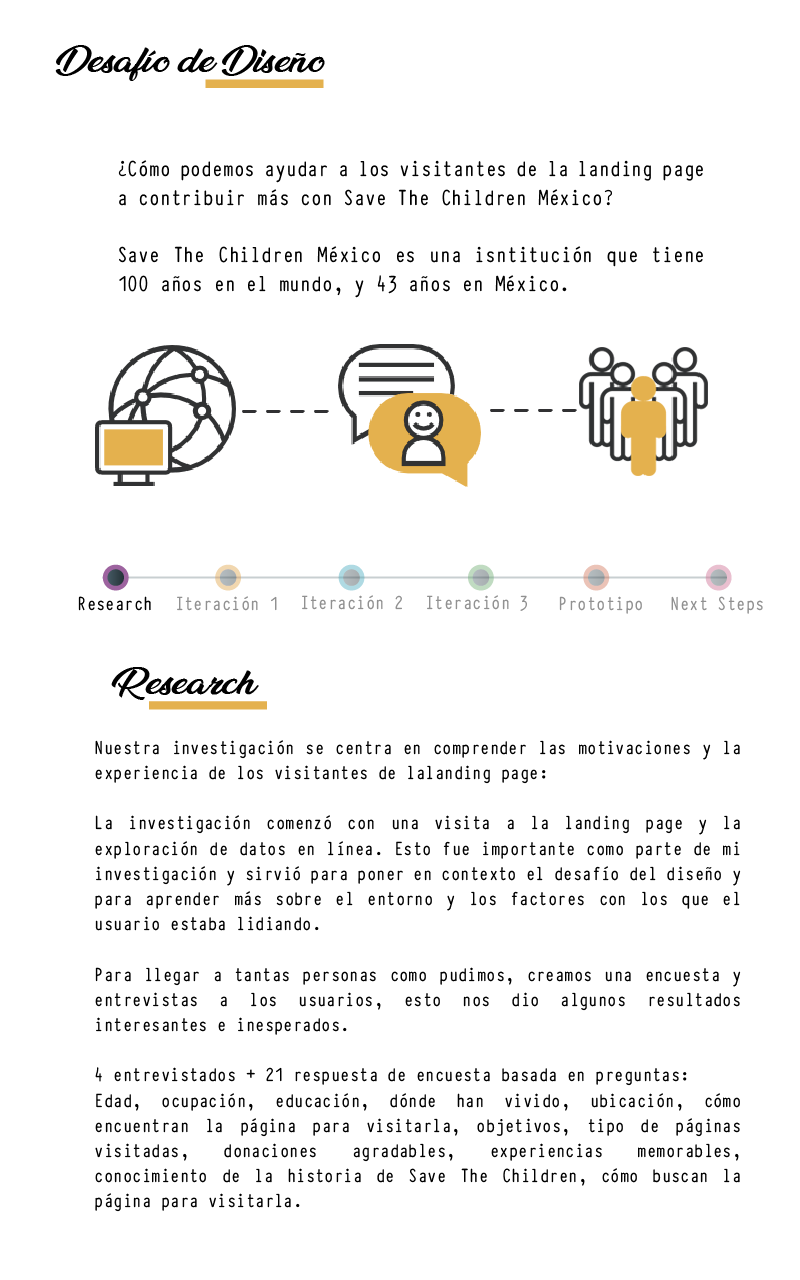 Desafío de Diseño
¿Cómo podemos ayudar a los visitantes de la landing page
a contribuir más con Save The Children México?
Save The Children México es una isntitución que tiene
100 años en el mundo, y 43 años en México.
Research
Iteración 1
Iteración 2
Iteración 3
Prototipo
Next Steps
Research
Nuestra investigación se centra en comprender las motivaciones y la
experiencia de los visitantes de lalanding page:
La investigación comenzó con una visita a la landing page y la
exploración de datos en línea. Esto fue importante como parte de mi
investigación y sirvió para poner en contexto el desafío del diseño y
para aprender más sobre el entorno y los factores con los que el
usuario estaba lidiando.
Para llegar a tantas personas como pudimos, creamos una encuesta y
entrevistas a los usuarios, esto nos dio algunos resultados
interesantes e inesperados.
4 entrevistados + 21 respuesta de encuesta basada en preguntas:
Edad, ocupación, educación, dónde han vivido, ubicación, cómo
encuentran la página para visitarla, objetivos, tipo de páginas
visitadas, donaciones agradables, experiencias memorables,
conocimiento de la historia de Save The Children, cómo buscan la
página para visitarla.